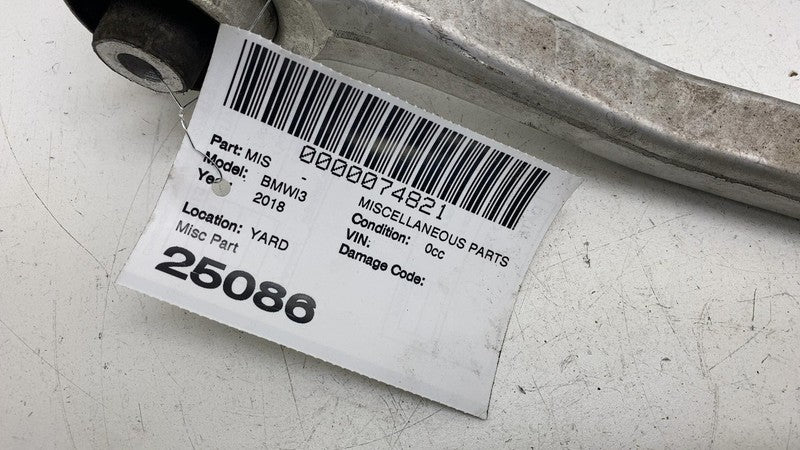 0000074821
Part: MIS - MISCELLANEOUS PARTS
Model: BMWI3 Condition: 0cc
2018 VIN:
Damage Code:
Location: YARD
Misc Part
25086